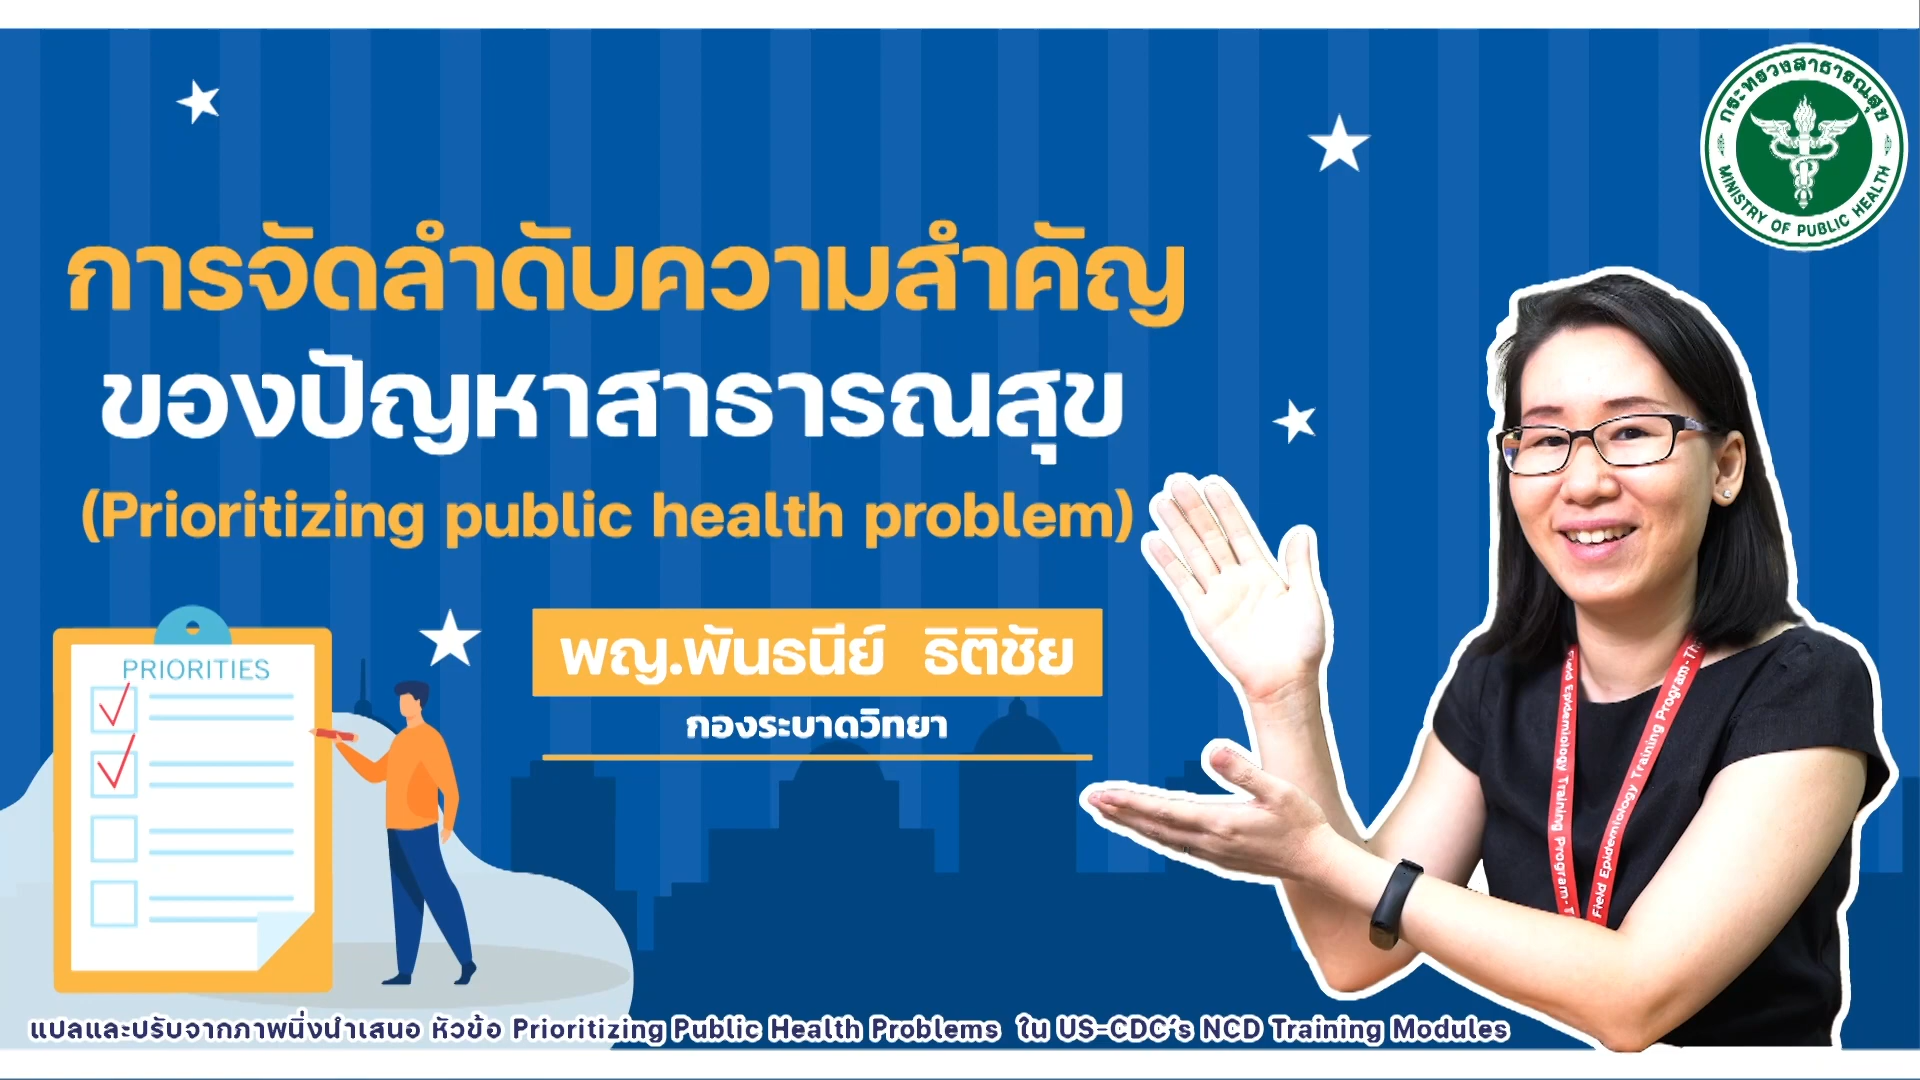 กระทรวงสาธารณสุข
MINISTRY OF PUBLIC HEALTH
การจัดลำดับความสำคัญ
ของปัญหาสาธารณสุข
(Prioritizing public health problem)
PRIORITIES
พญ.พันธนีย์ ธิติชัย
กองระบาดวิทยา
Field Epidemiology Training Program - T
Field Epidemiology Training Program - Th
แปลและปรับจากภาพนิ่งนำเสนอ หัวข้อ Prioritizing Public Health Problems ใน US-CDC's NCD Training Modules